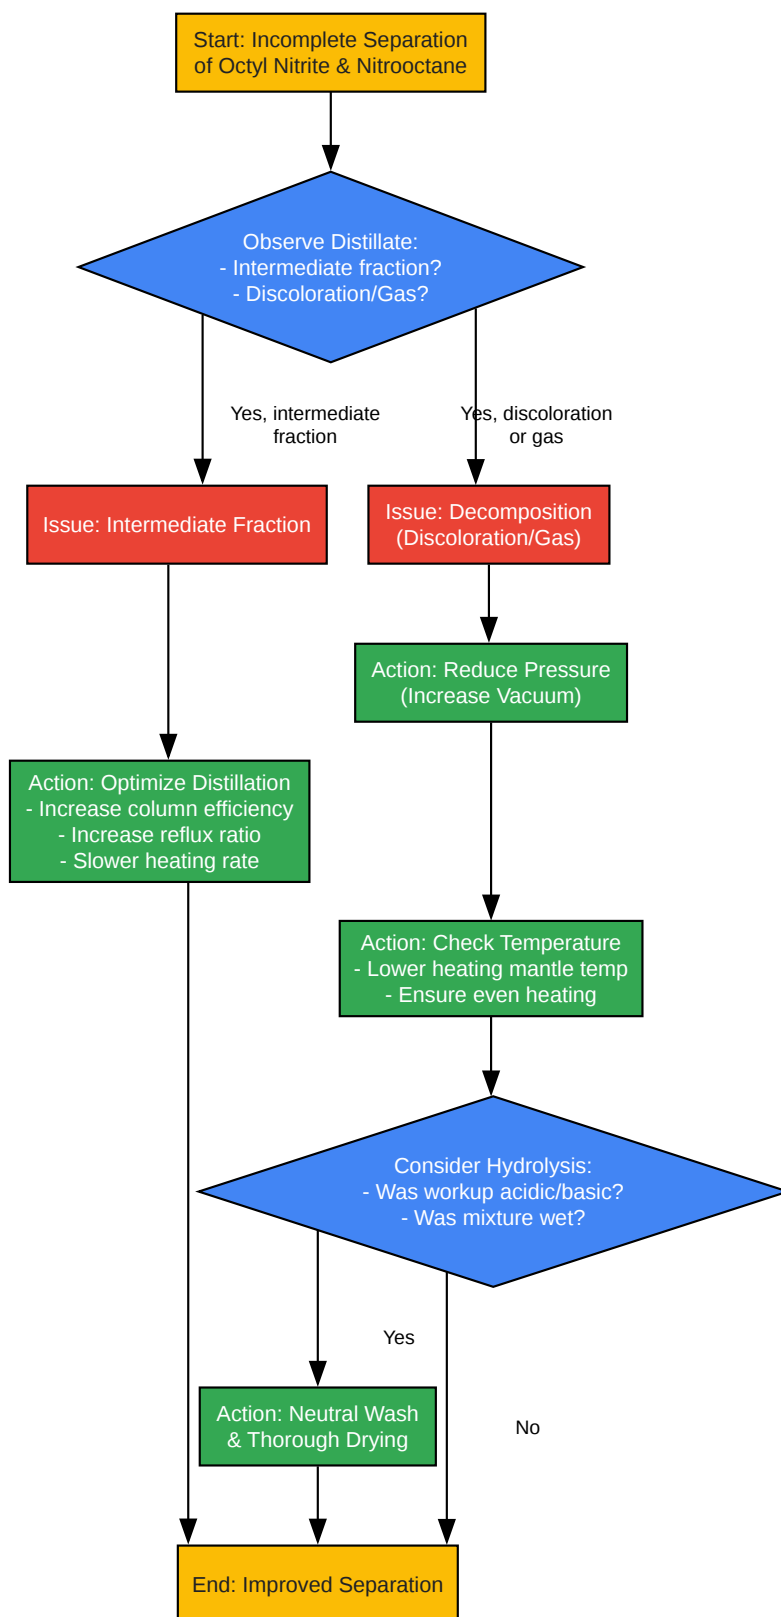 Start: Incomplete Separation
of Octyl Nitrite & Nitrooctane
Observe Distillate:
- Intermediate fraction?
- Discoloration/Gas?
Yes, intermediate
fraction
Yes, discoloration
or gas
Issue: Intermediate Fraction
Issue: Decomposition
(Discoloration/Gas)
Action: Reduce Pressure
(Increase Vacuum)
Action: Optimize Distillation
- Increase column efficiency
- Increase reflux ratio
- Slower heating rate
Action: Check Temperature
- Lower heating mantle temp
- Ensure even heating
Consider Hydrolysis:
- Was workup acidic/basic?
- Was mixture wet?
Yes
Action: Neutral Wash
& Thorough Drying
No
End: Improved Separation